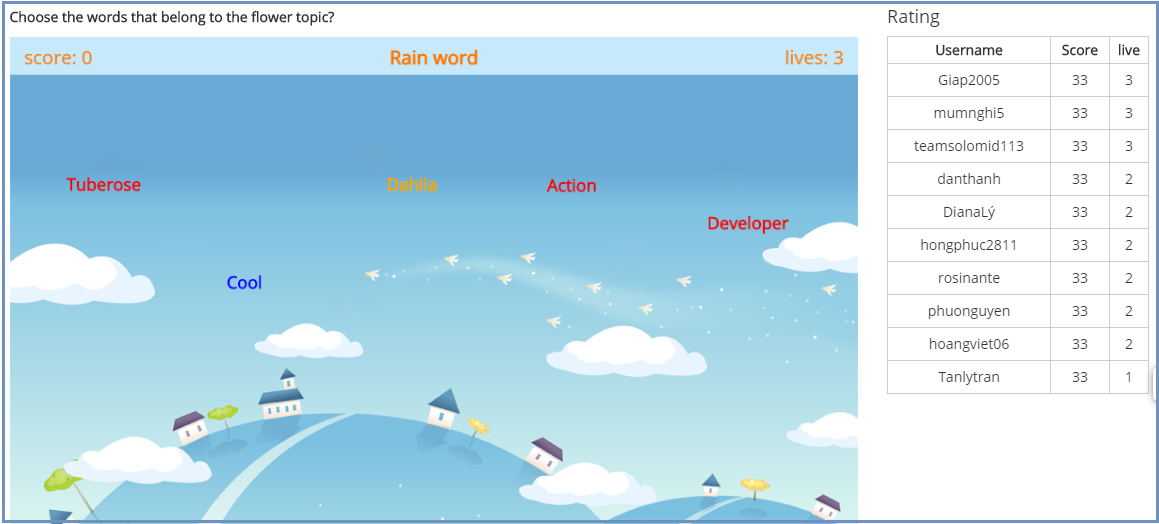 Choose the words that belong to the flower topic?
score: 0 Rain word lives: 3
Tuberose Dahlia Action
Developer
Cool
Rating
Username Score live
Giap2005 33 3
mumnghi5 33 3
teamsolomid113 33 3
danthanh 33 2
DianaLý 33 2
hongphuc2811 33 2
rosinante 33 2
phuonguyen 33 2
hoangviet06 33 2
Tanlytran 33 1